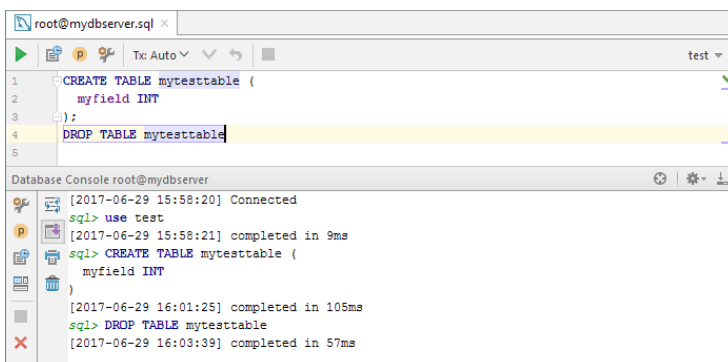 root@mydbserver.sql
Tx: Auto
test
1 CREATE TABLE mytesttable (
2 myfield INT
3 );
4 DROP TABLE mytesttable
5
Database Console root@mydbserver
[2017-06-29 15:58:20] Connected
sql> use test
[2017-06-29 15:58:21] completed in 9ms
sql> CREATE TABLE mytesttable (
myfield INT
)
[2017-06-29 16:01:25] completed in 105ms
sql> DROP TABLE mytesttable
[2017-06-29 16:03:39] completed in 57ms